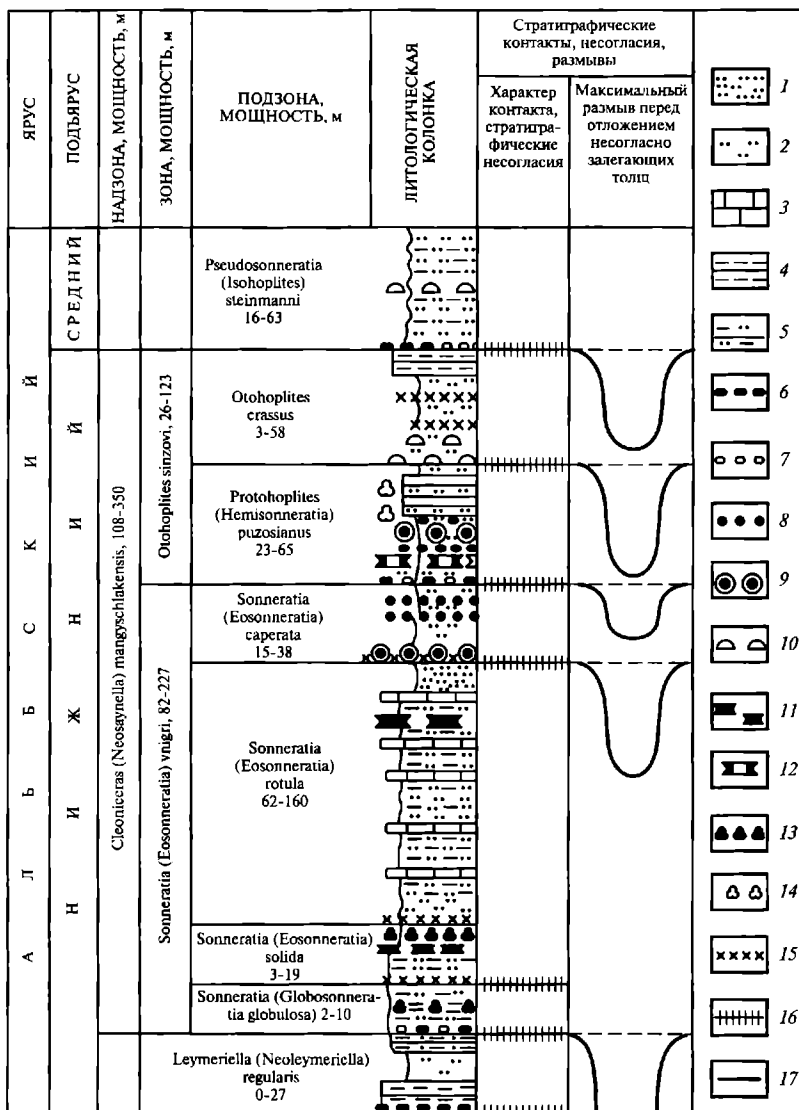 ЯРУС
ПОДЪЯРУС
НАДЗОНА, МОЩНОСТЬ, м
ЗОНА, МОЩНОСТЬ, м
ПОДЗОНА,
МОЩНОСТЬ, м
ЛИТОЛОГИЧЕСКАЯ
КОЛОНКА
Стратиграфические
контакты, несогласия,
размывы
Характер
контакта,
стратигра-
фические
несогласия
Максимальный
размыв перед
отложением
несогласно
залегающих
толщ
АЛЬБСКИЙ
СРЕДНИЙ
НИЖНИЙ
Cleoniceras (Neosaynella) mangyschlakensis, 108-350
Otohoplites sinzovi, 26-123
Sonneratia (Eosonneratia) vnigri, 82-227
Pseudosonneratia
(Isohoplites)
steinmanni
16-63
Otohoplites
crassus
3-58
Protohoplites
(Hemisonneratia)
puzosianus
23-65
Sonneratia
(Eosonneratia)
caperata
15-38
Sonneratia
(Eosonneratia)
rotula
62-160
Sonneratia (Eosonneratia)
solida
3-19
Sonneratia (Globosonnera-
tia globulosa) 2-10
Leymeriella (Neoleymeriella)
regularis
0-27
1
2
3
4
5
6
7
8
9
10
11
12
13
14
15
16
17